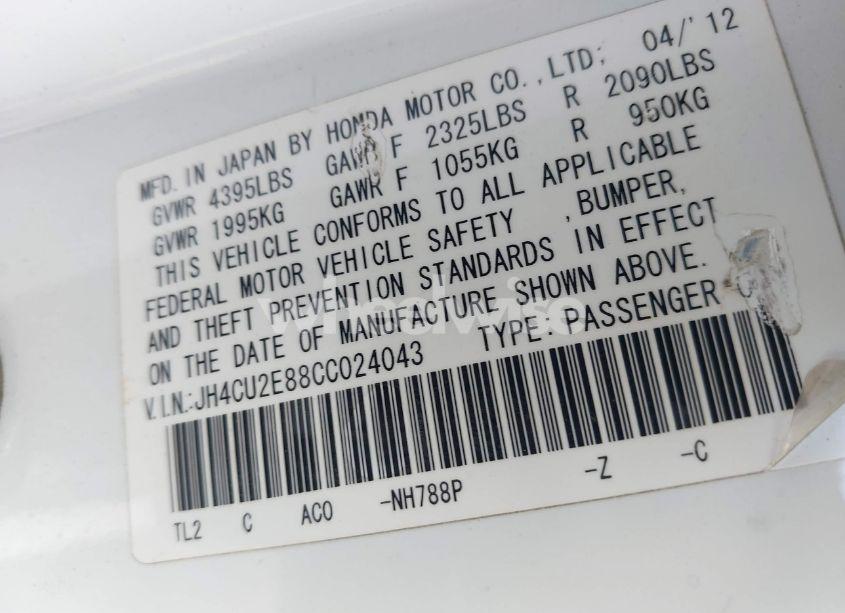 MFD. IN JAPAN BY HONDA MOTOR CO., LTD; 04/'12
GVWR 4395LBS GAWR F 2325LBS R 2090LBS
GVWR 1995KG GAWR F 1055KG R 950KG
THIS VEHICLE CONFORMS TO ALL APPLICABLE
FEDERAL MOTOR VEHICLE SAFETY , BUMPER,
AND THEFT PREVENTION STANDARDS IN EFFECT
ON THE DATE OF MANUFACTURE SHOWN ABOVE.
V.I.N.:JH4CU2E88CC024043 TYPE:PASSENGER
TL2 C AC0 -NH788P -Z -C
wheelwise